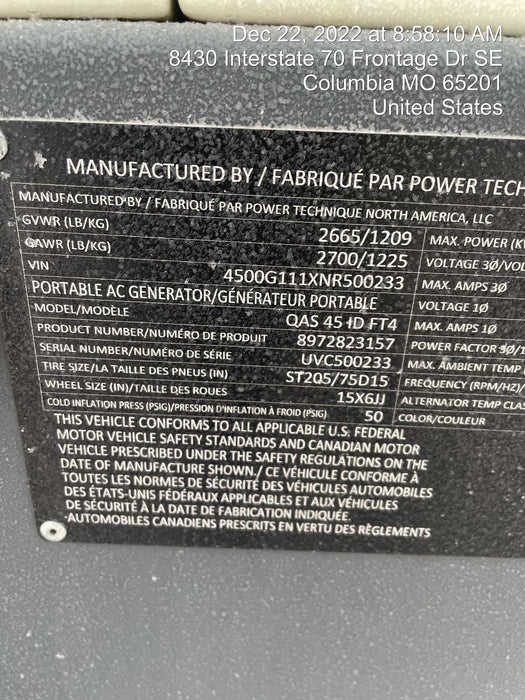 Dec 22, 2022 at 8:58:10 AM
8430 Interstate 70 Frontage Dr SE
Columbia MO 65201
United States
MANUFACTURED BY / FABRIQUÉ PAR POWER TECH
MANUFACTURED BY / FABRIQUÉ PAR POWER TECHNIQUE NORTH AMERICA, LLC
GVWR (LB/KG) 2665/1209 MAX. POWER (K
GAWR (LB/KG) 2700/1225 VOLTAGE 3Ø/VO
VIN 4500G111XNR500233 MAX. AMPS 3Ø
PORTABLE AC GENERATOR/GÉNÉRATEUR PORTABLE VOLTAGE 1Ø
MODEL/MODÈLE QAS 45 ID FT4 MAX. AMPS 1Ø
PRODUCT NUMBER/NUMÉRO DE PRODUIT 8972823157 POWER FACTOR 3Ø/1
SERIAL NUMBER/NUMÉRO DE SÉRIE UVC500233 MAX. AMBIENT TEMP
TIRE SIZE/LA TAILLE DES PNEUS (IN) ST205/75D15 FREQUENCY (RPM/HZ)
WHEEL SIZE (IN)/TAILLE DES ROUES 15X6JJ ALTERNATOR TEMP CLAS
COLD INFLATION PRESS (PSIG)/PRESSION D'INFLATION À FROID (PSIG) 50 COLOR/COULEUR
THIS VEHICLE CONFORMS TO ALL APPLICABLE U.S. FEDERAL
MOTOR VEHICLE SAFETY STANDARDS AND CANADIAN MOTOR
VEHICLE PRESCRIBED UNDER THE SAFETY REGULATIONS ON THE
DATE OF MANUFACTURE SHOWN./ CE VÉHICULE CONFORME À
TOUTES LES NORMES DE SÉCURITÉ DES VÉHICULES AUTOMOBILES
DES ÉTATS-UNIS FÉDÉRAUX APPLICABLES ET AUX VÉHICULES
DE SÉCURITÉ À LA DATE DE FABRICATION INDIQUÉE.
AUTOMOBILES CANADIENS PRESCRITS EN VERTU DES RÈGLEMENTS